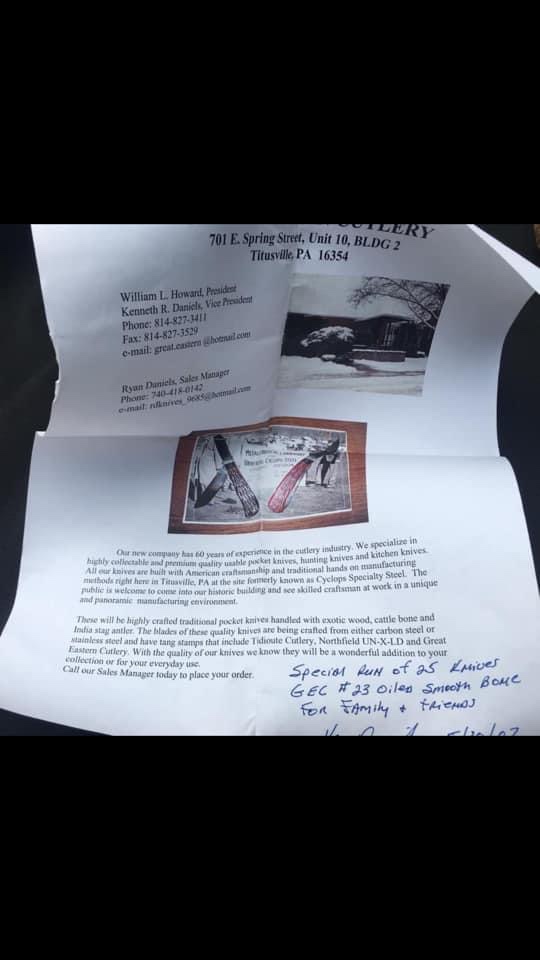 CUTLERY
701 E. Spring Street, Unit 10, BLDG 2
Titusville, PA 16354
William L. Howard, President
Kenneth R. Daniels, Vice President
Phone: 814-827-3411
Fax: 814-827-3529
e-mail: great.eastern @hotmail.com
Ryan Daniels, Sales Manager
Phone: 740-418-0142
e-mail: rdknives_9685@hotmail.com
METALLURGICAL LABORATORY
CYCLOPS STEEL
Our new company has 60 years of experience in the cutlery industry. We specialize in
highly collectable and premium quality usable pocket knives, hunting knives and kitchen knives.
All our knives are built with American craftsmanship and traditional hands on manufacturing
methods right here in Titusville, PA at the site formerly known as Cyclops Specialty Steel. The
public is welcome to come into our historic building and see skilled craftsman at work in a unique
and panoramic manufacturing environment.
These will be highly crafted traditional pocket knives handled with exotic wood, cattle bone and
India stag antler. The blades of these quality knives are being crafted from either carbon steel or
stainless steel and have tang stamps that include Tidioute Cutlery, Northfield UN-X-LD and Great
Eastern Cutlery. With the quality of our knives we know they will be a wonderful addition to your
collection or for your everyday use.
Call our Sales Manager today to place your order.
Special Run of 25 Knives
GEC # 23 Oiled Smooth Bone
For Family & Friends